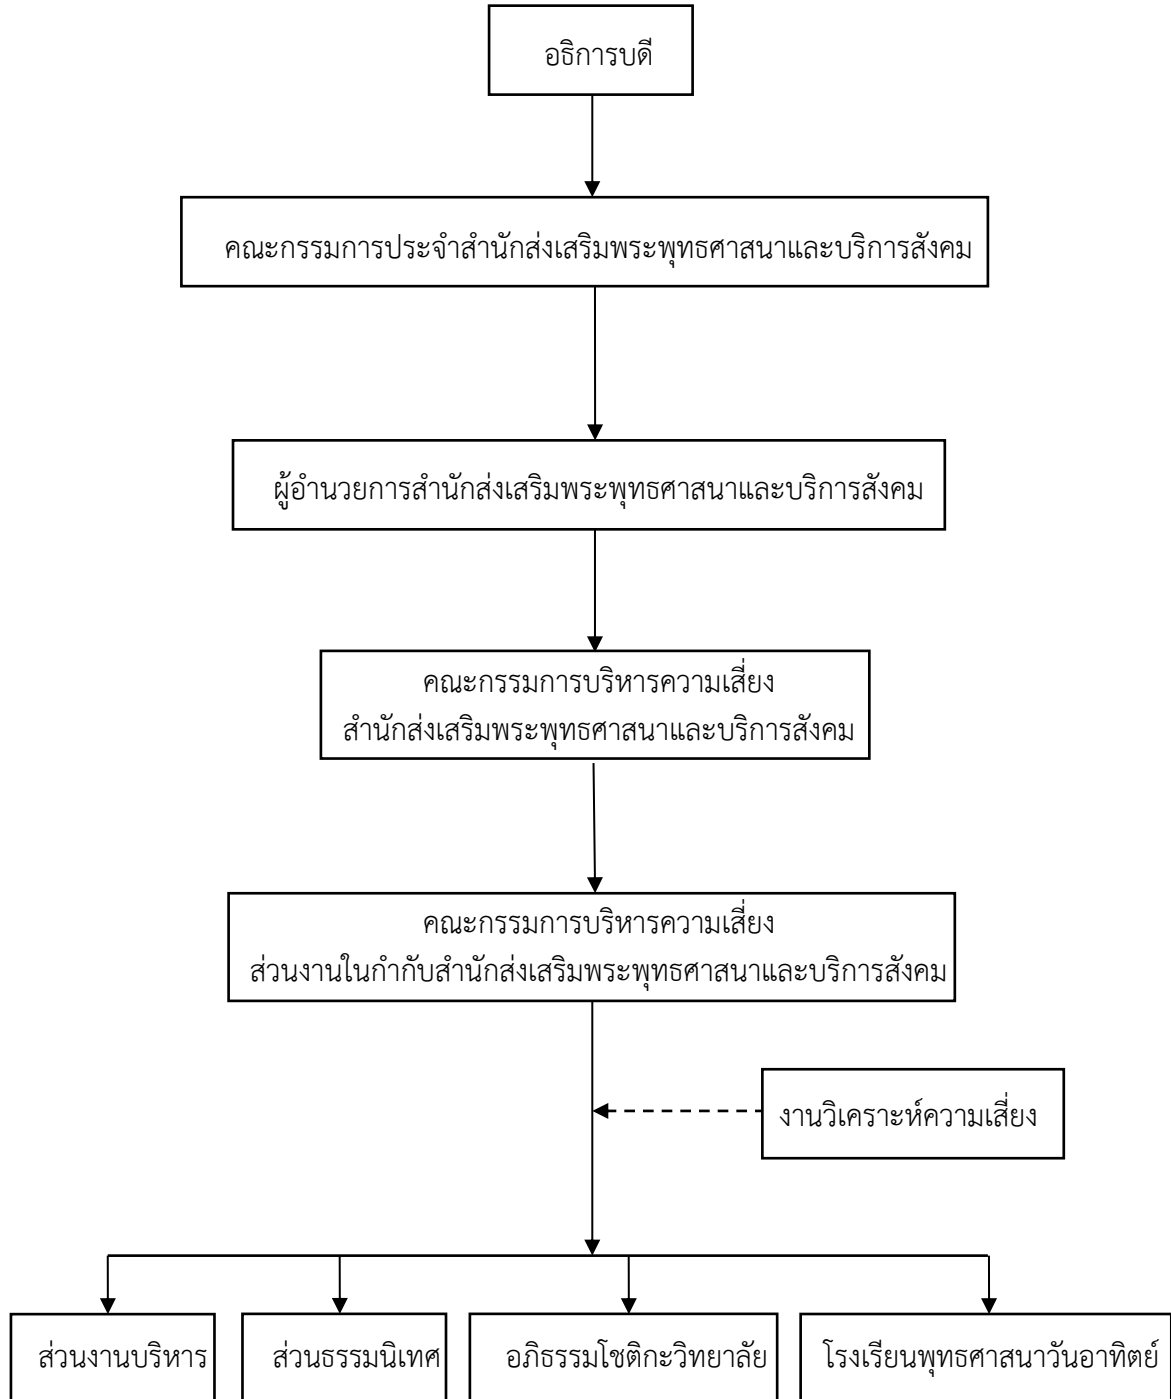 อธิการบดี
คณะกรรมการประจำสำนักส่งเสริมพระพุทธศาสนาและบริการสังคม
ผู้อำนวยการสำนักส่งเสริมพระพุทธศาสนาและบริการสังคม
คณะกรรมการบริหารความเสี่ยง
สำนักส่งเสริมพระพุทธศาสนาและบริการสังคม
คณะกรรมการบริหารความเสี่ยง
ส่วนงานในกำกับสำนักส่งเสริมพระพุทธศาสนาและบริการสังคม
งานวิเคราะห์ความเสี่ยง
ส่วนงานบริหาร
ส่วนธรรมนิเทศ
อภิธรรมโชติกะวิทยาลัย
โรงเรียนพุทธศาสนาวันอาทิตย์